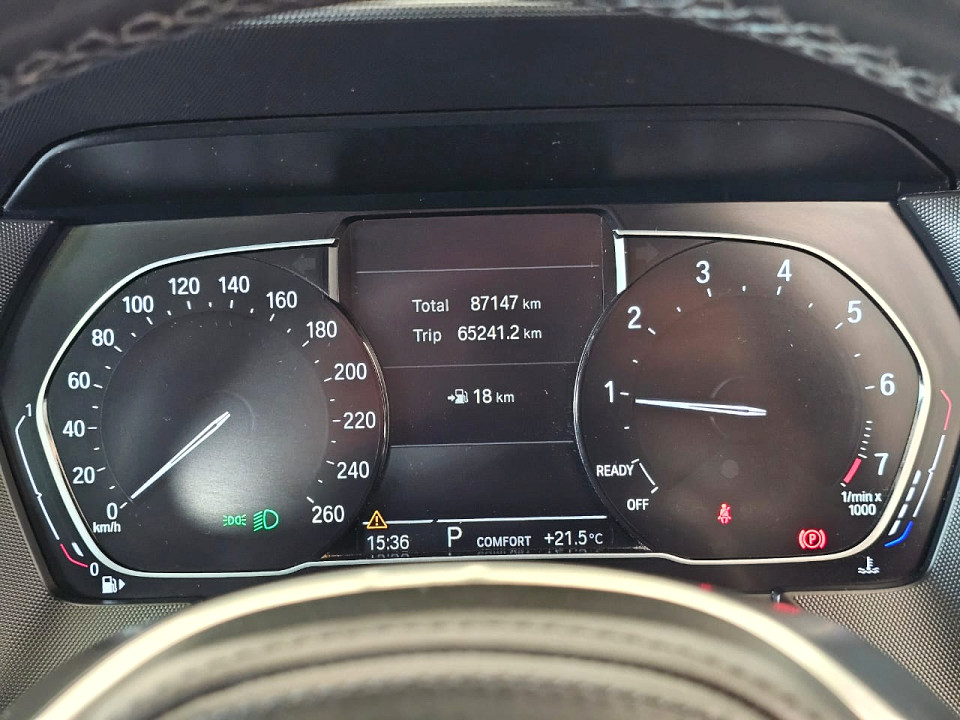 0
20
40
60
80
100
120
140
160
180
200
220
240
260
km/h
1
0
Total 87147 km
Trip 65241.2 km
18 km
15:36
P COMFORT +21.5°C
OFF
READY
1
2
3
4
5
6
7
1/min x
1000
(P)